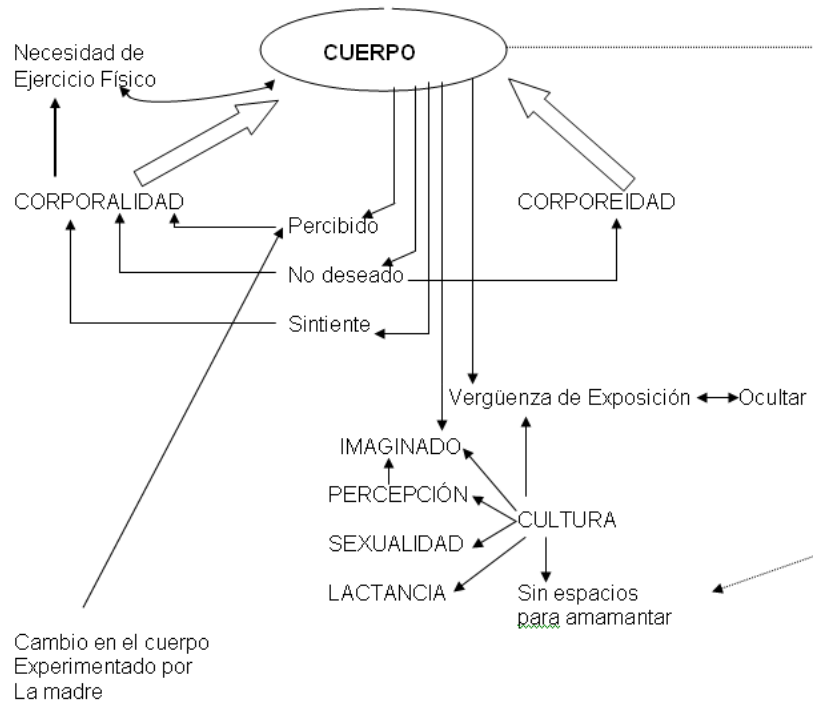 CUERPO
Necesidad de
Ejercicio Físico
CORPORALIDAD
CORPOREIDAD
Percibido
No deseado
Sintiente
Vergüenza de Exposición
Ocultar
IMAGINADO
PERCEPCIÓN
CULTURA
SEXUALIDAD
LACTANCIA
Sin espacios
para amamantar
Cambio en el cuerpo
Experimentado por
La madre